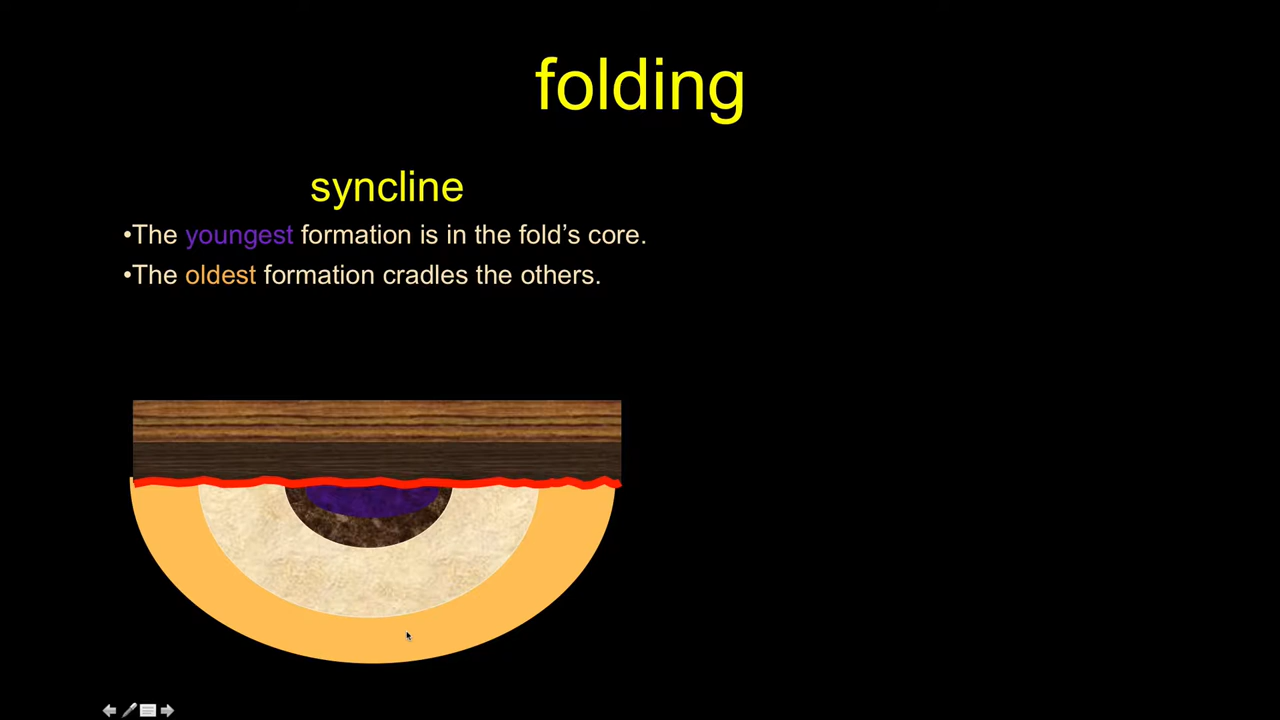 folding
syncline
•The youngest formation is in the fold’s core.
•The oldest formation cradles the others.